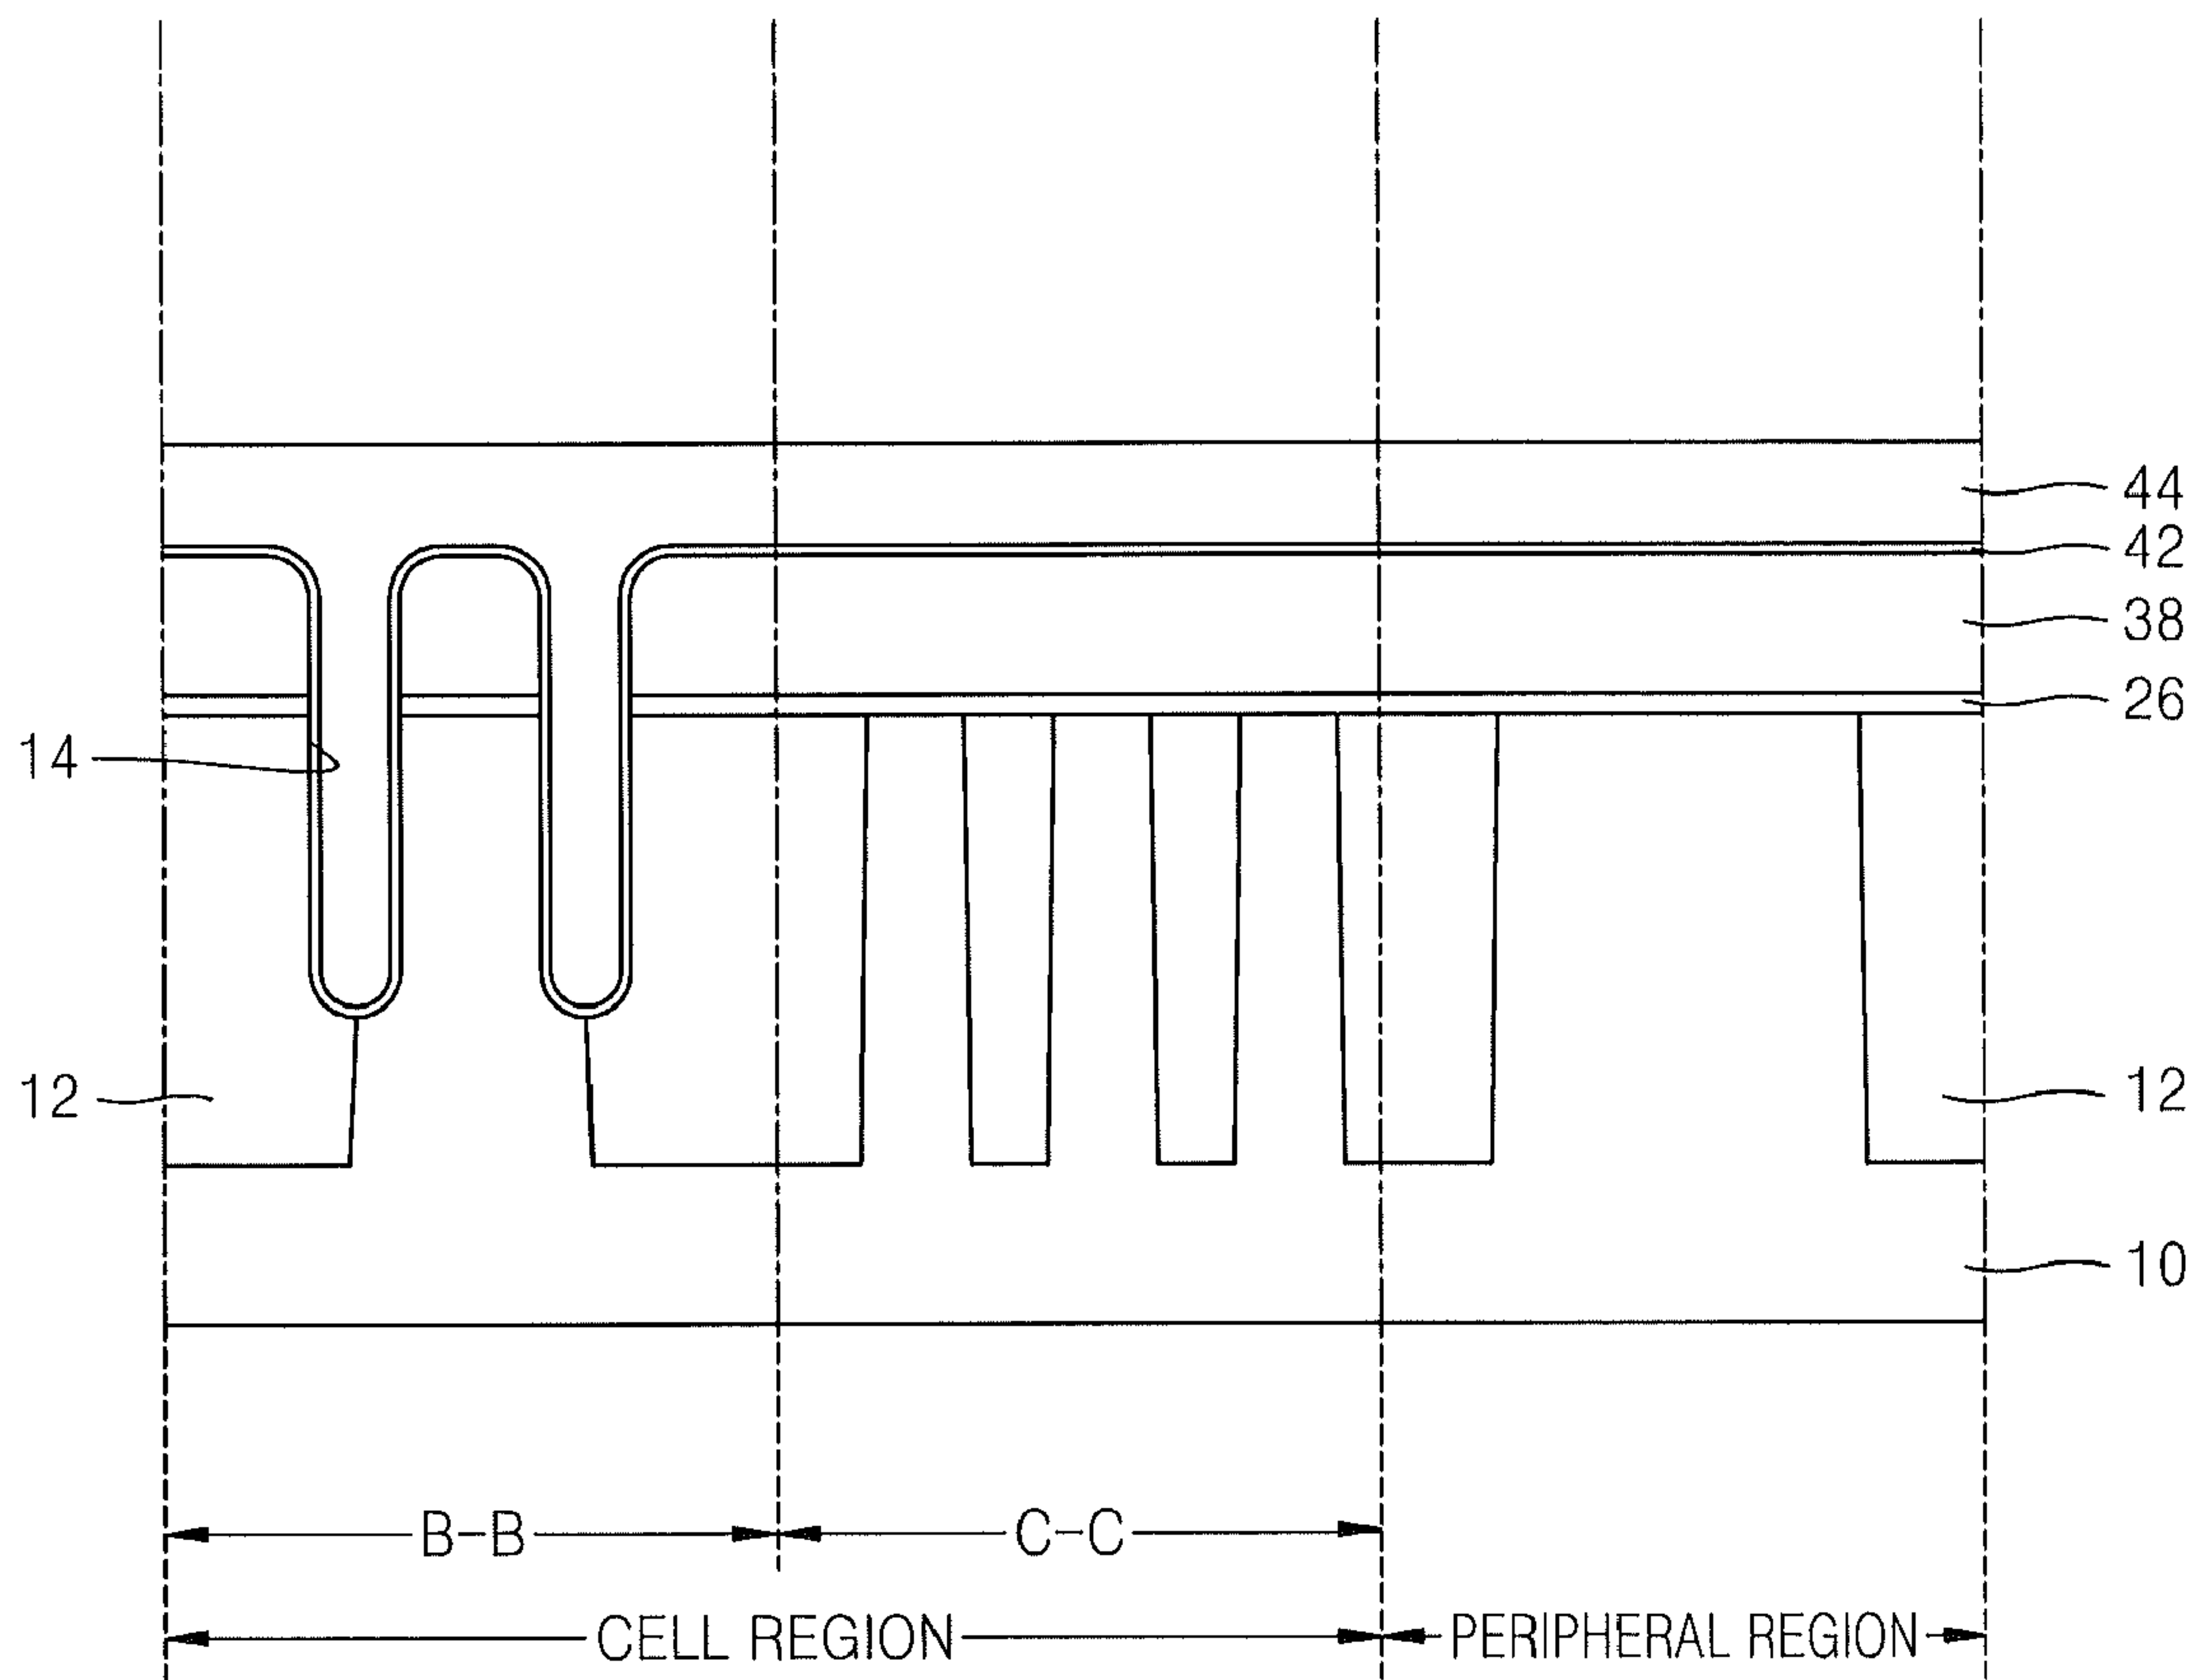 44
42
38
26
14
12
12
10
B-B
C-C
CELL REGION
PERIPHERAL REGION